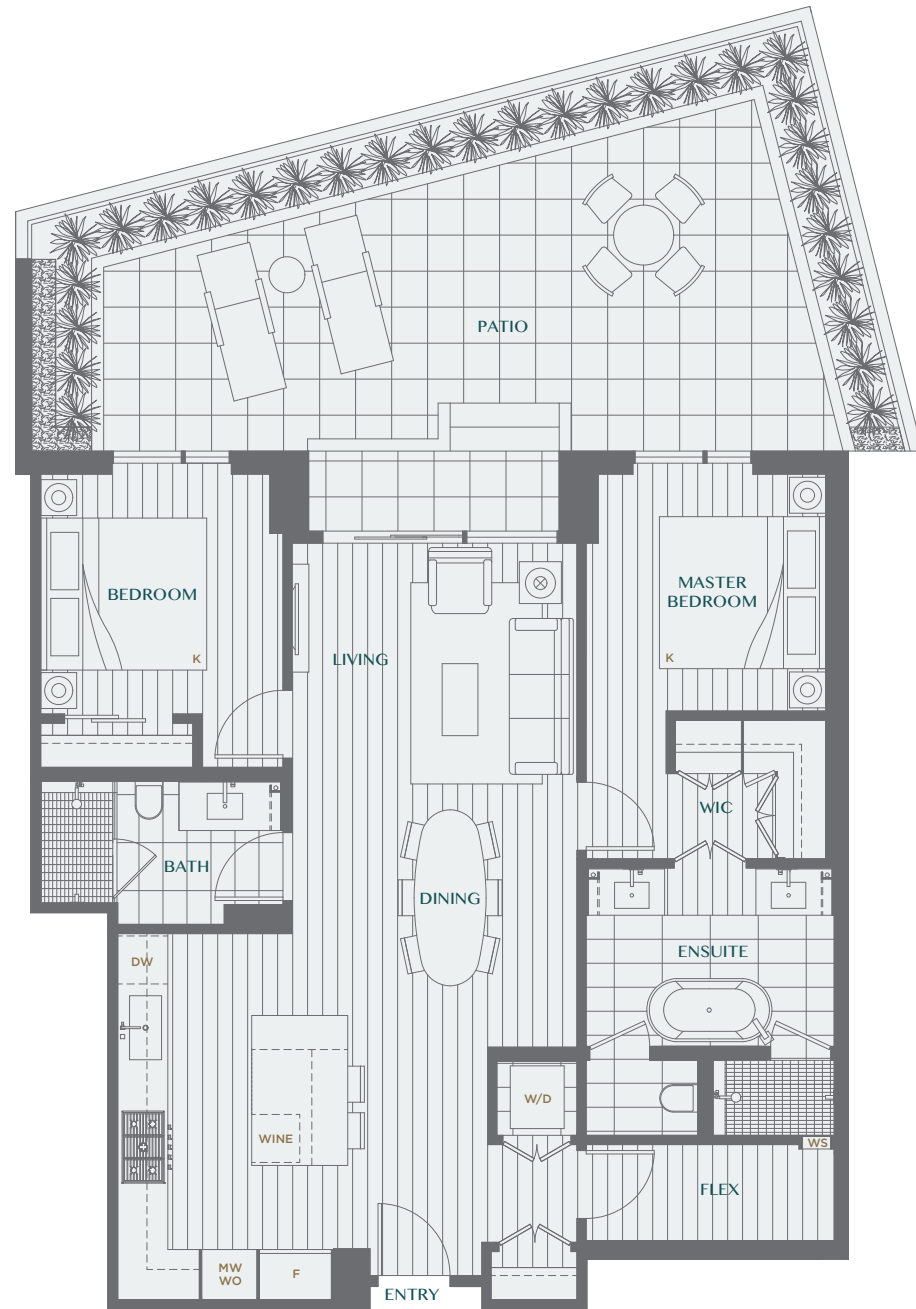 PATIO
BEDROOM
MASTER
BEDROOM
K
K
LIVING
WIC
BATH
DINING
ENSUITE
DW
W/D
WINE
WS
FLEX
MW
WO
F
ENTRY